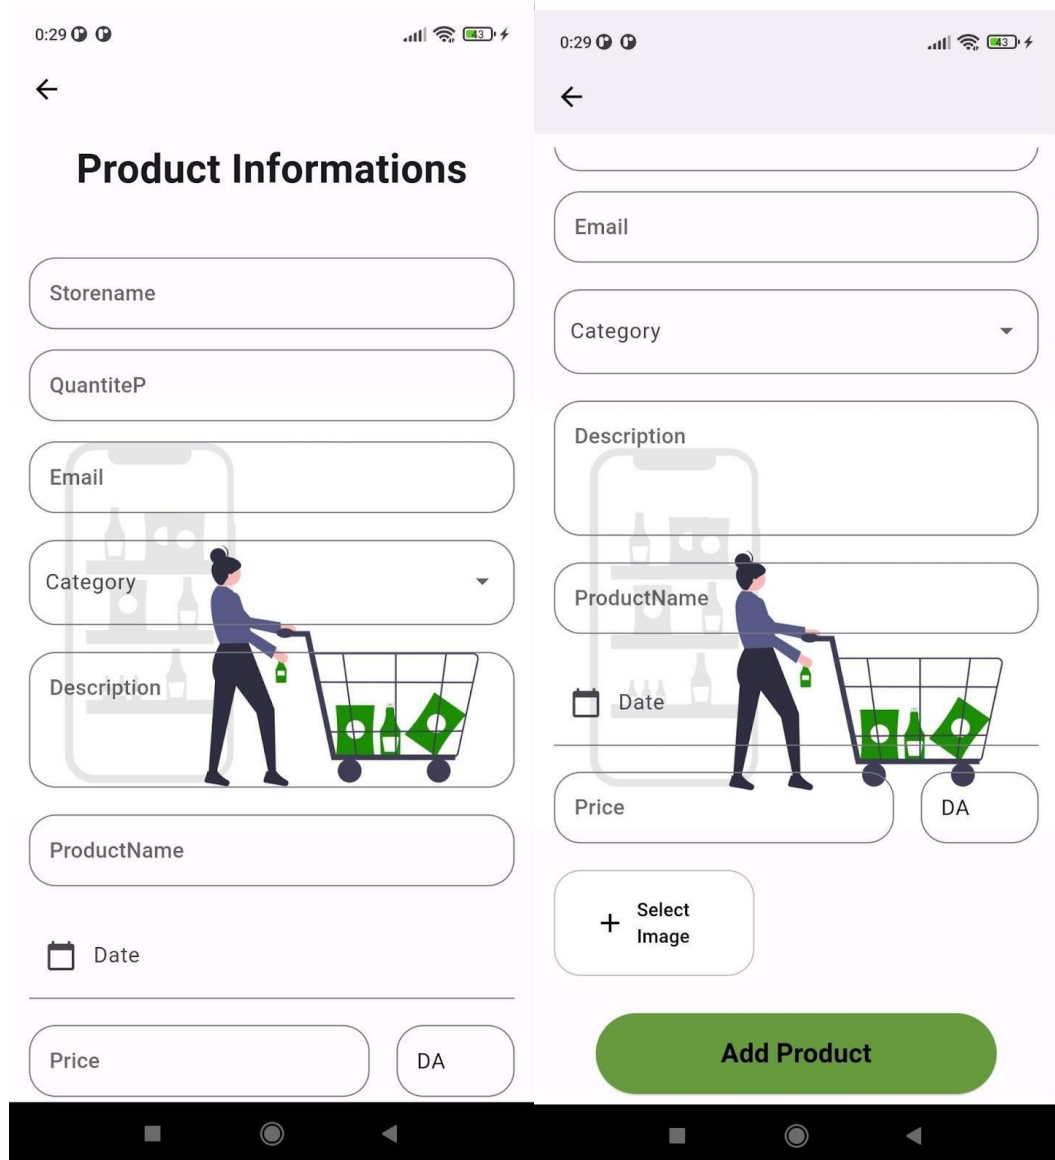 0:29
43
Product Informations
Storename
QuantiteP
Email
Category
Description
ProductName
Date
Price
DA
0:29
43
Email
Category
Description
ProductName
Date
Price
DA
Select
Image
Add Product